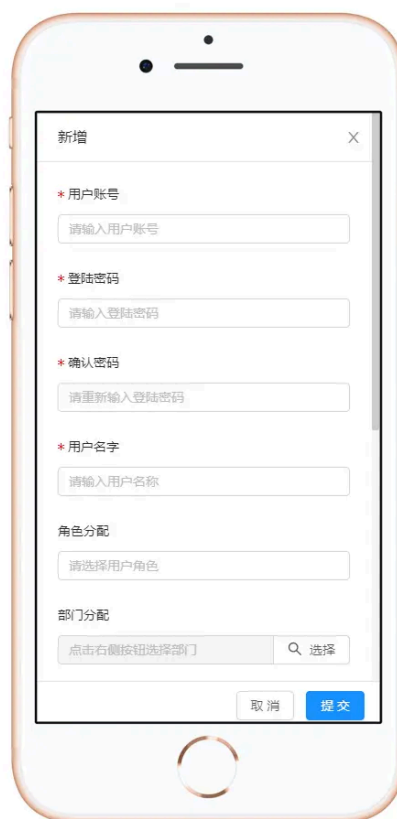 新增
* 用户账号
请输入用户账号
* 登陆密码
请输入登陆密码
* 确认密码
请重新输入登陆密码
* 用户名字
请输入用户名称
角色分配
请选择用户角色
部门分配
点击右侧按钮选择部门 选择
取消 提交